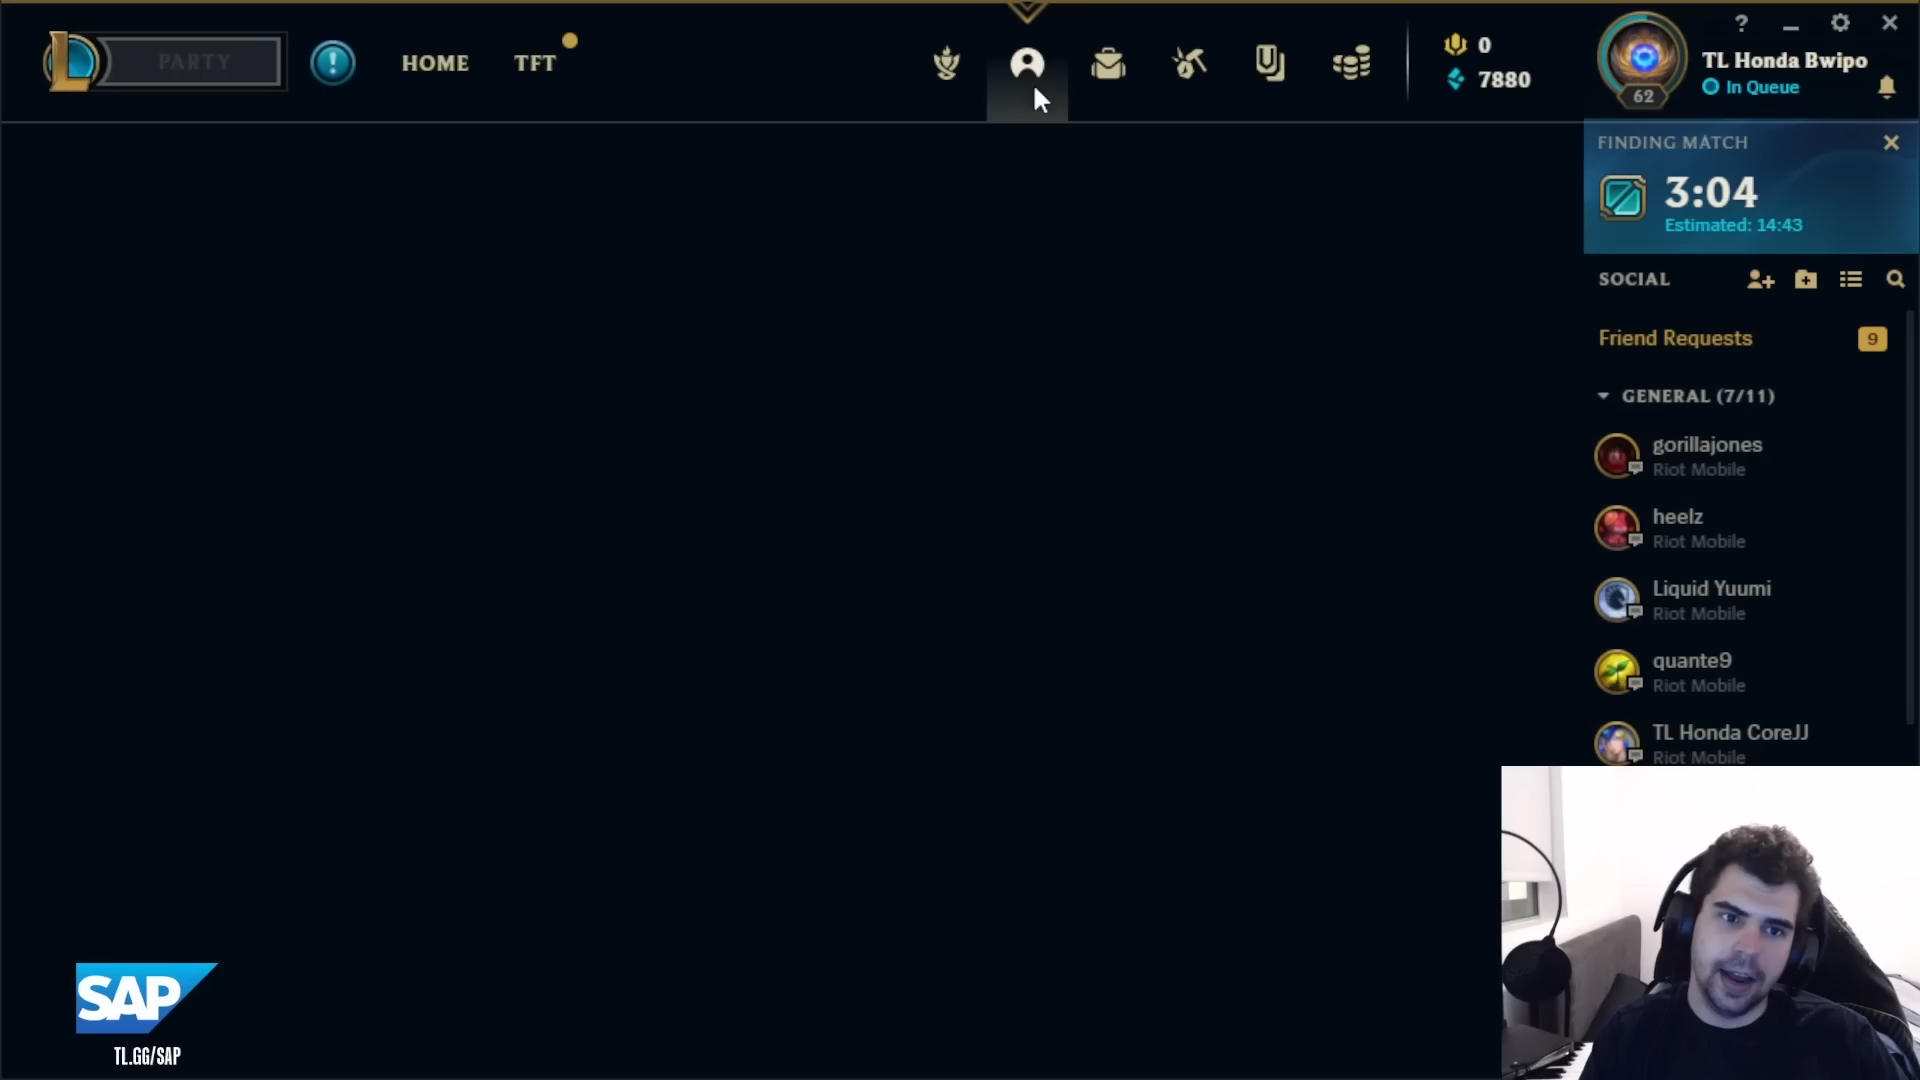 PARTY
HOME
TFT
0
7880
?
TL Honda Bwipo
In Queue
62
FINDING MATCH
3:04
Estimated: 14:43
SOCIAL
Friend Requests
9
GENERAL (7/11)
gorillajones
Riot Mobile
heelz
Riot Mobile
Liquid Yuumi
Riot Mobile
quante9
Riot Mobile
TL Honda CoreJJ
Riot Mobile
SAP
TL.GG/SAP